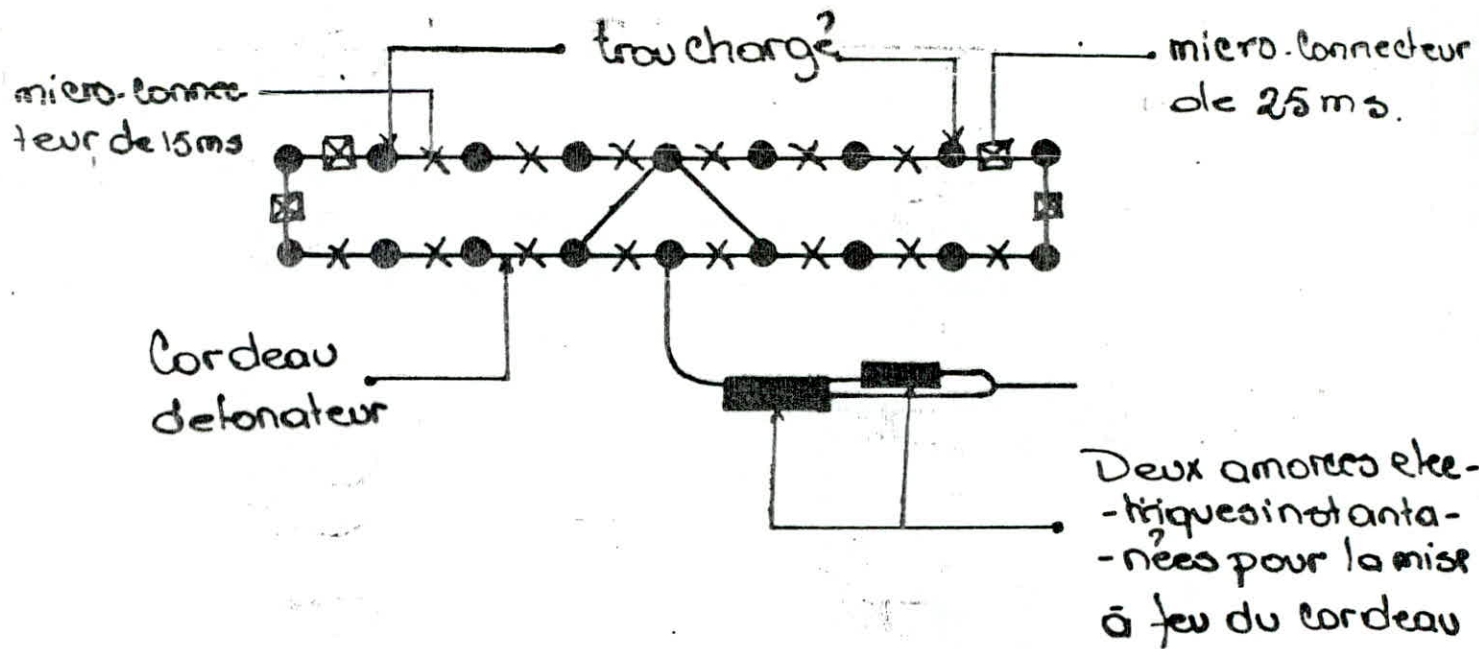 trou chargé
micro-connec
teur de 15ms
micro-connecteur
de 25ms.
Cordeau
detonateur
Deux amorces elec-
-triques instanta-
-nées pour la mise
à feu du cordeau